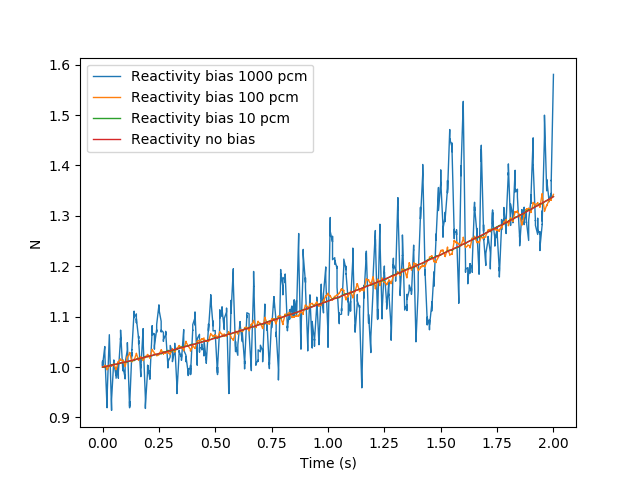 1.6
1.5
1.4
1.3
1.2
1.1
1.0
0.9
N
Reactivity bias 1000 pcm
Reactivity bias 100 pcm
Reactivity bias 10 pcm
Reactivity no bias
0.00 0.25 0.50 0.75 1.00 1.25 1.50 1.75 2.00
Time (s)